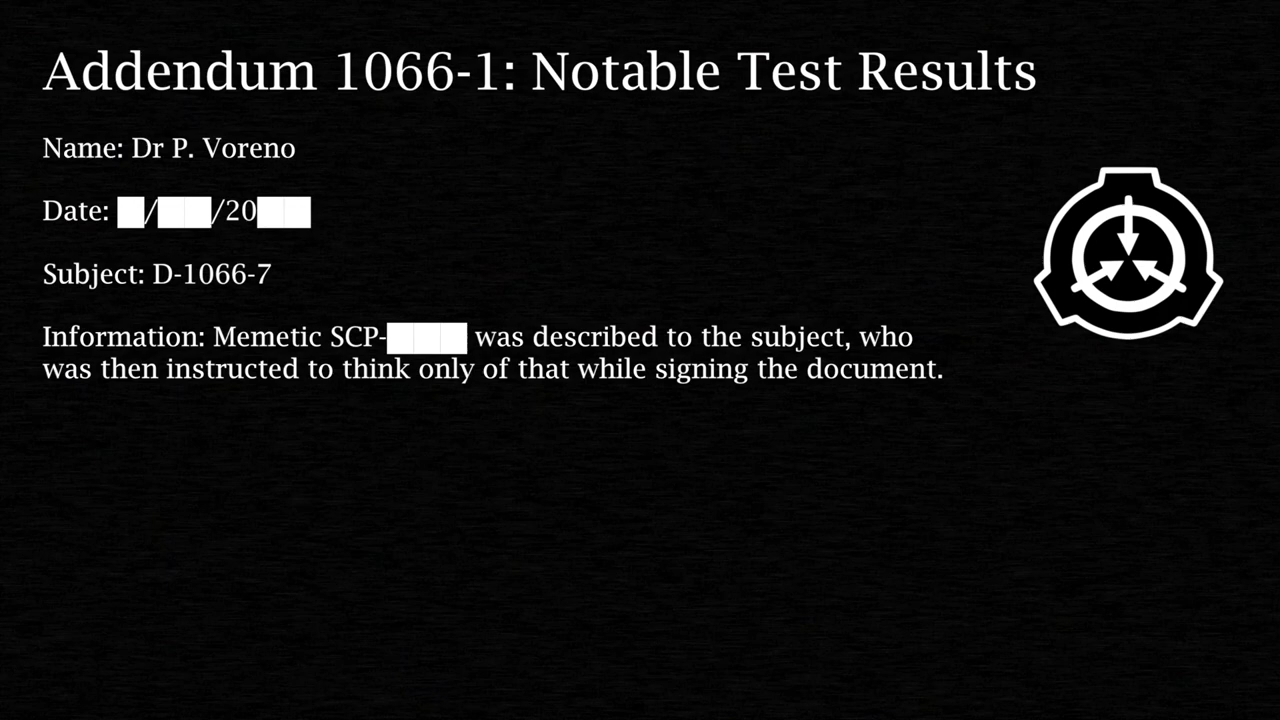 Addendum 1066-1: Notable Test Results
Name: Dr P. Voreno
Date: █/██/20██
Subject: D-1066-7
Information: Memetic SCP-███ was described to the subject, who
was then instructed to think only of that while signing the document.